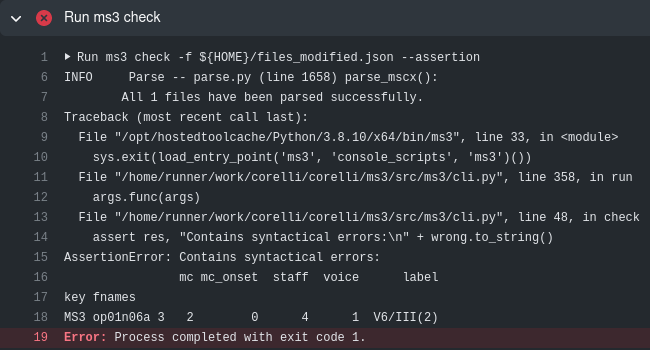 Run ms3 check
1 Run ms3 check -f ${HOME}/files_modified.json --assertion
6 INFO     Parse -- parse.py (line 1658) parse_mscx():
7         All 1 files have been parsed successfully.
8 Traceback (most recent call last):
9   File "/opt/hostedtoolcache/Python/3.8.10/x64/bin/ms3", line 33, in <module>
10     sys.exit(load_entry_point('ms3', 'console_scripts', 'ms3')())
11   File "/home/runner/work/corelli/corelli/ms3/src/ms3/cli.py", line 358, in run
12     args.func(args)
13   File "/home/runner/work/corelli/corelli/ms3/src/ms3/cli.py", line 48, in check
14     assert res, "Contains syntactical errors:\n" + wrong.to_string()
15 AssertionError: Contains syntactical errors:
16                 mc mc_onset  staff  voice      label
17 key fnames
18 MS3 op01n06a 3   2        0      4      1  V6/III(2)
19 Error: Process completed with exit code 1.